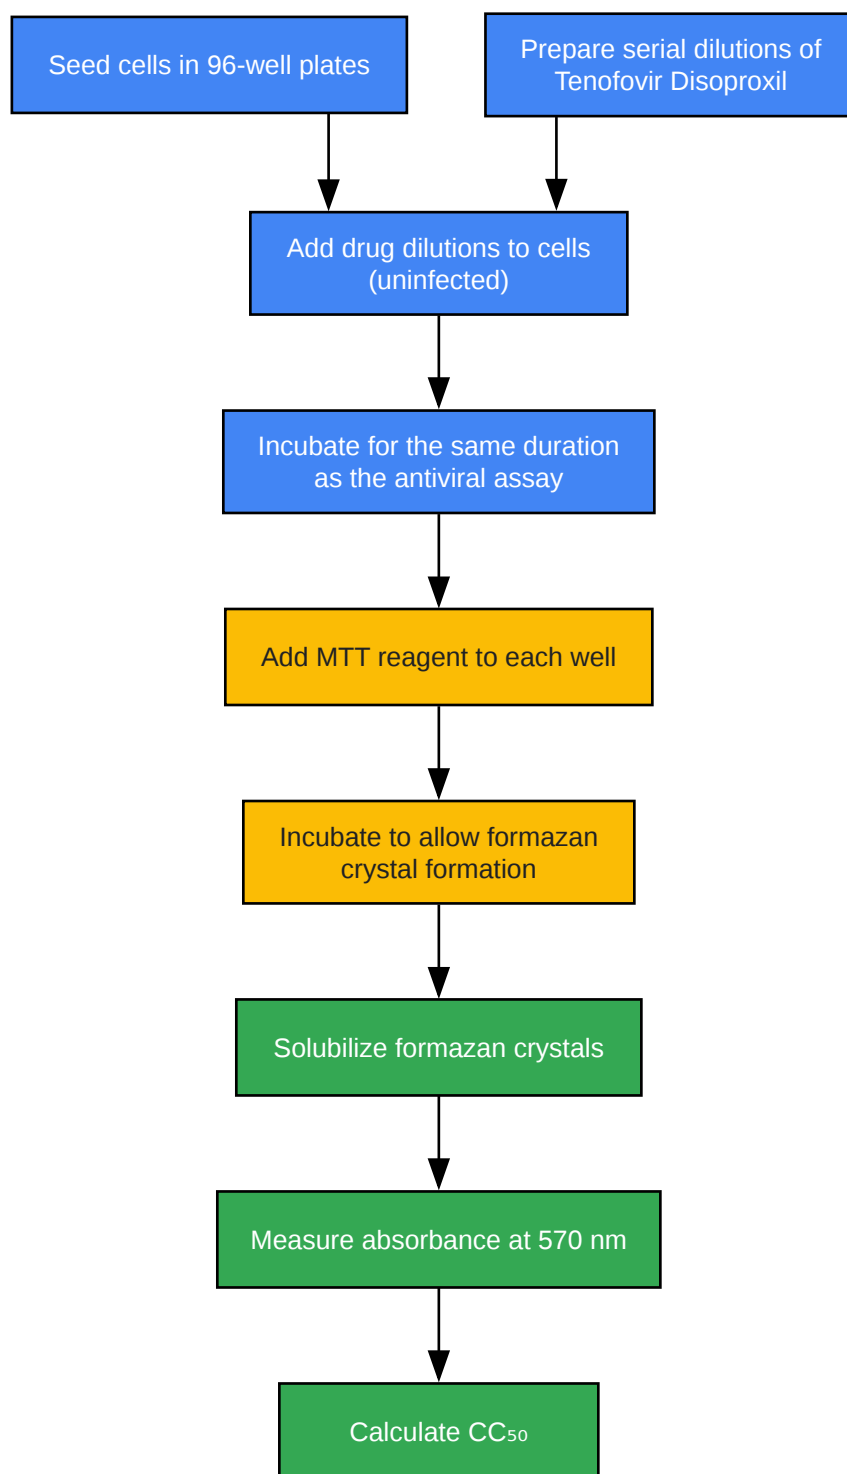 Seed cells in 96-well plates
Prepare serial dilutions of
Tenofovir Disoproxil
Add drug dilutions to cells
(uninfected)
Incubate for the same duration
as the antiviral assay
Add MTT reagent to each well
Incubate to allow formazan
crystal formation
Solubilize formazan crystals
Measure absorbance at 570 nm
Calculate CC₅₀